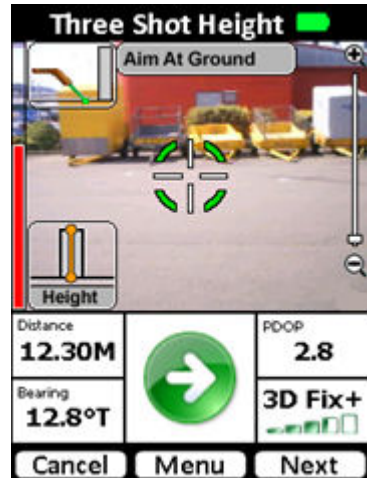 Three Shot Height
Aim At Ground
Height
Distance
12.30M
PDOP
2.8
Bearing
12.8°T
3D Fix+
Cancel
Menu
Next